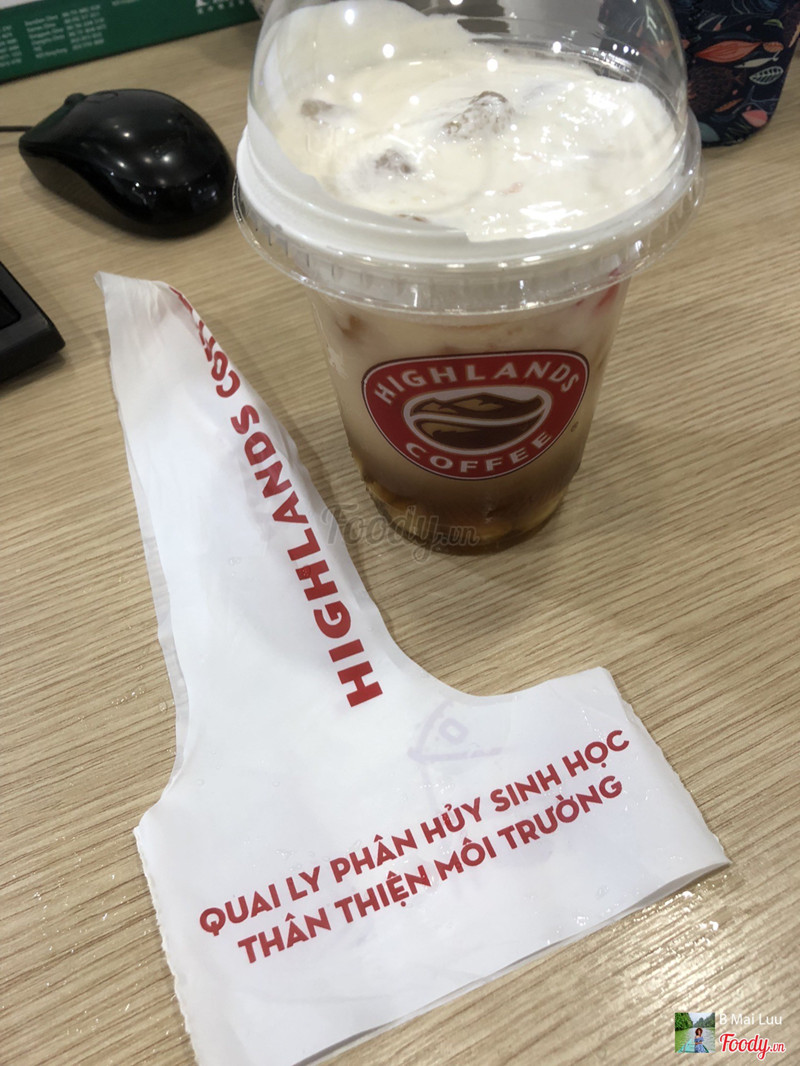 HIGHLANDS
COFFEE
HIGHLANDS COFF
QUAI LY PHÂN HỦY SINH HỌC
THÂN THIỆN MÔI TRƯỜNG
Foody.vn
B Mai Luu
Foody.vn